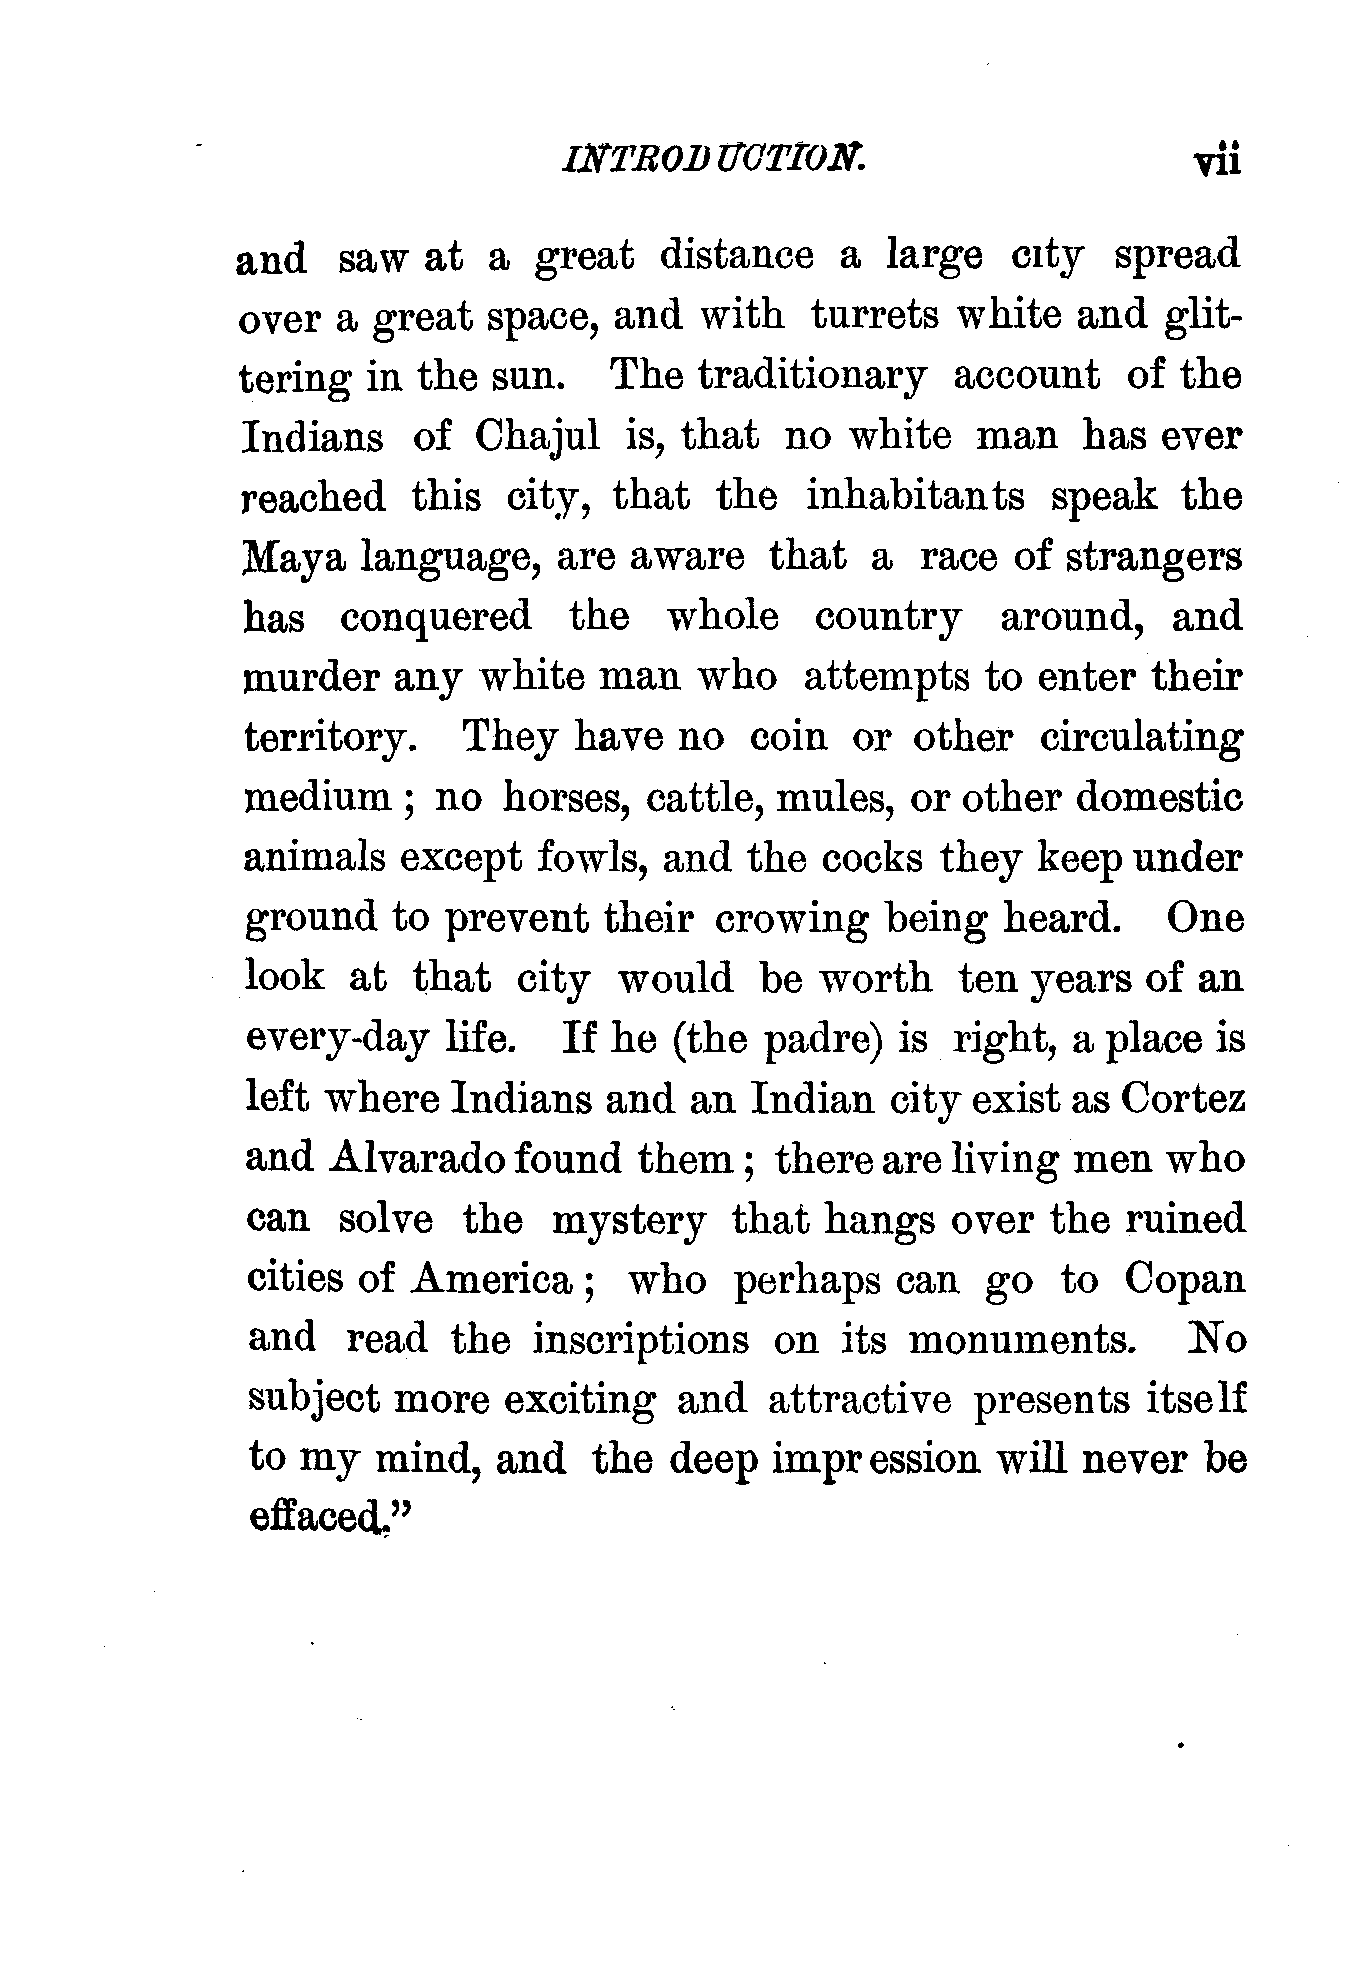 INTRODUCTION. vii
and saw at a great distance a large city spread
over a great space, and with turrets white and glit-
tering in the sun. The traditionary account of the
Indians of Chajul is, that no white man has ever
reached this city, that the inhabitants speak the
Maya language, are aware that a race of strangers
has conquered the whole country around, and
murder any white man who attempts to enter their
territory. They have no coin or other circulating
medium ; no horses, cattle, mules, or other domestic
animals except fowls, and the cocks they keep under
ground to prevent their crowing being heard. One
look at that city would be worth ten years of an
every-day life. If he (the padre) is right, a place is
left where Indians and an Indian city exist as Cortez
and Alvarado found them ; there are living men who
can solve the mystery that hangs over the ruined
cities of America ; who perhaps can go to Copan
and read the inscriptions on its monuments. No
subject more exciting and attractive presents itself
to my mind, and the deep impression will never be
effaced."